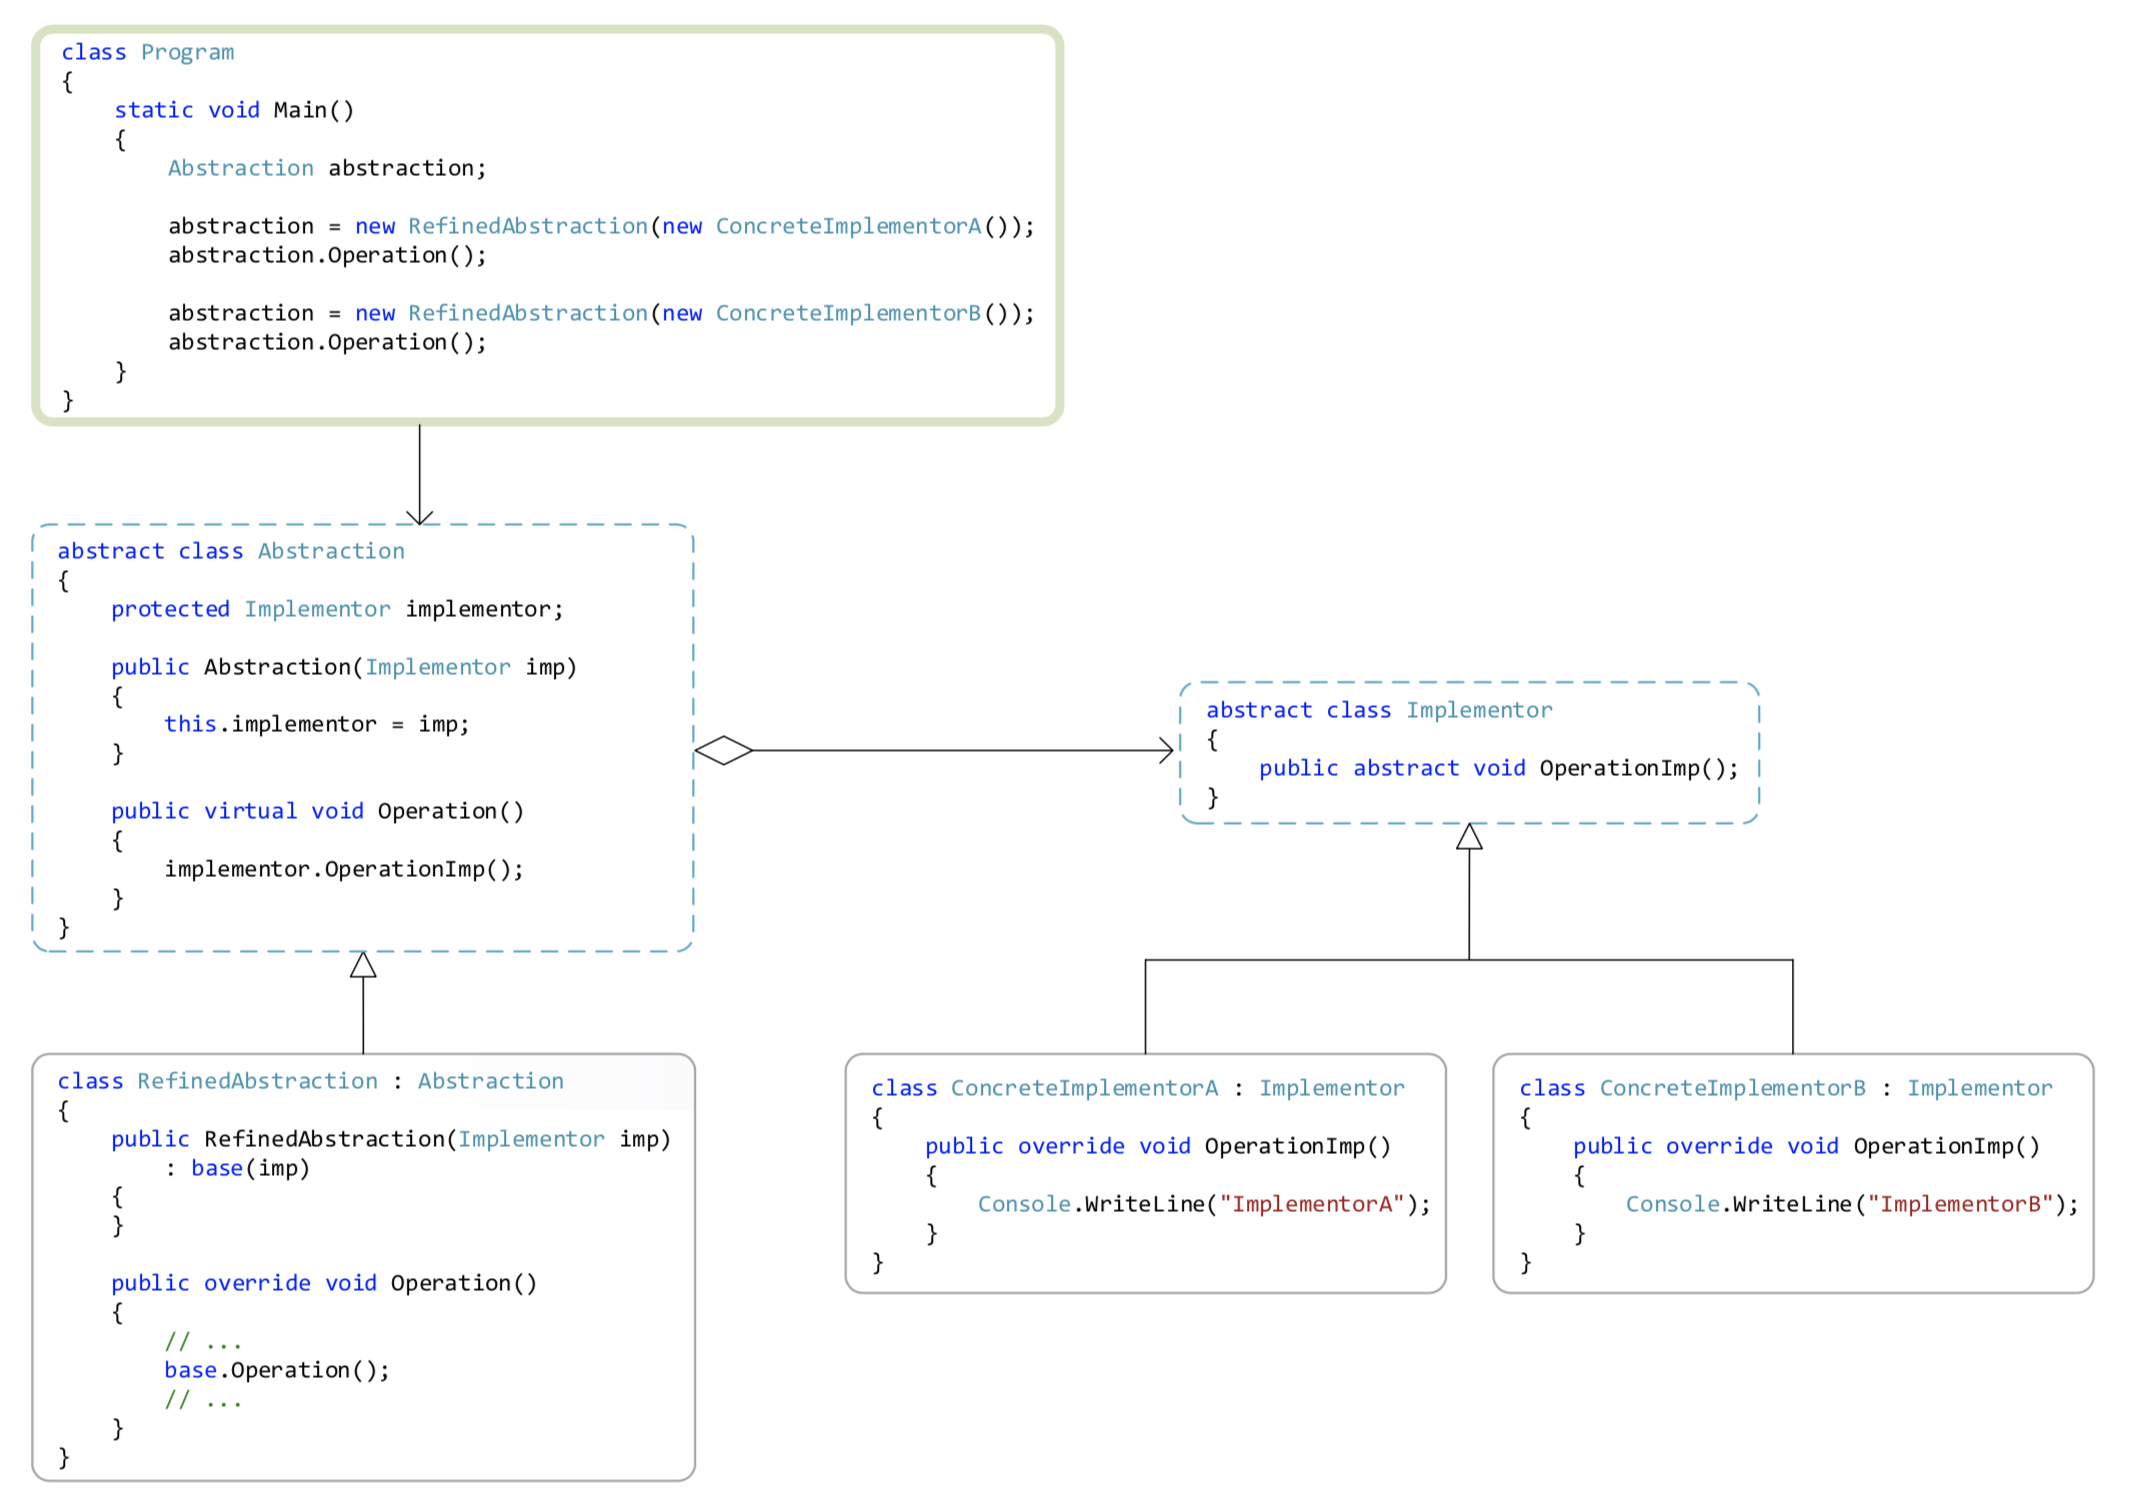 class Program
{
    static void Main()
    {
        Abstraction abstraction;

        abstraction = new RefinedAbstraction(new ConcreteImplementorA());
        abstraction.Operation();

        abstraction = new RefinedAbstraction(new ConcreteImplementorB());
        abstraction.Operation();
    }
}
abstract class Abstraction
{
    protected Implementor implementor;

    public Abstraction(Implementor imp)
    {
        this.implementor = imp;
    }

    public virtual void Operation()
    {
        implementor.OperationImp();
    }
}
abstract class Implementor
{
    public abstract void OperationImp();
}
class RefinedAbstraction : Abstraction
{
    public RefinedAbstraction(Implementor imp)
        : base(imp)
    {
    }

    public override void Operation()
    {
        // ...
        base.Operation();
        // ...
    }
}
class ConcreteImplementorA : Implementor
{
    public override void OperationImp()
    {
        Console.WriteLine("ImplementorA");
    }
}
class ConcreteImplementorB : Implementor
{
    public override void OperationImp()
    {
        Console.WriteLine("ImplementorB");
    }
}